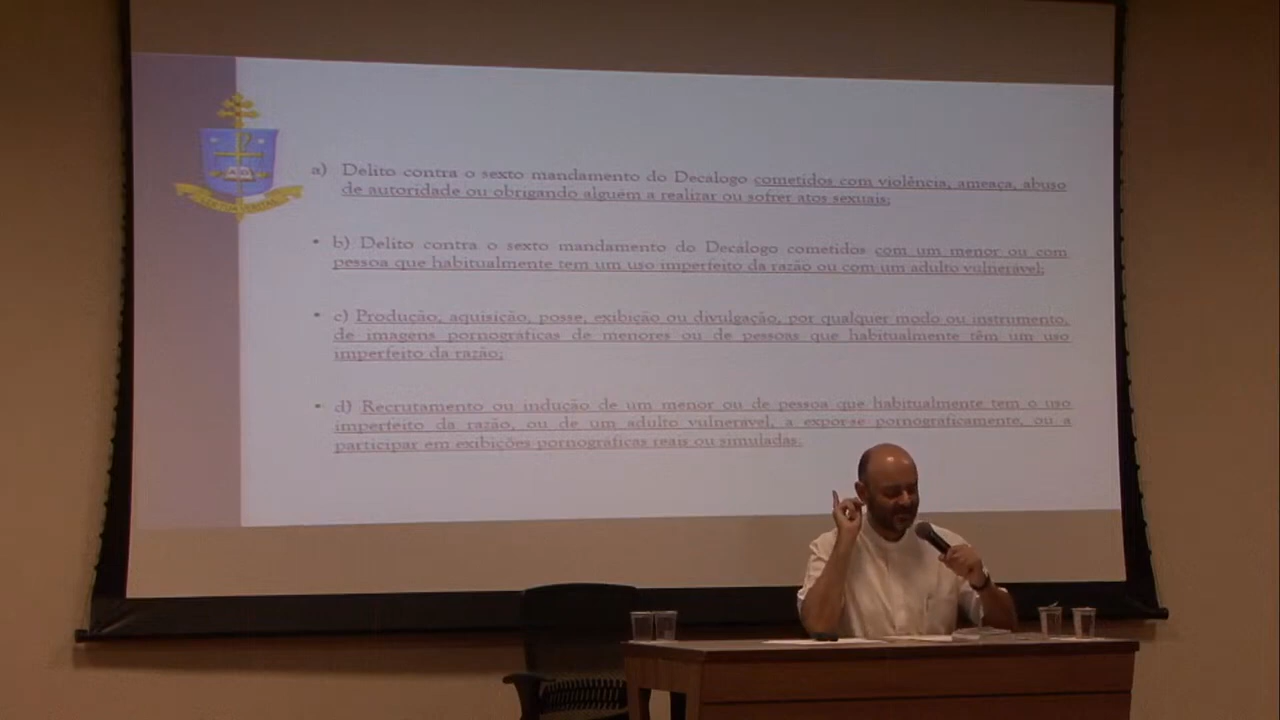 a) Delito contra o sexto mandamento do Decálogo cometidos com violência, ameaça, abuso
de autoridade ou obrigando alguém a realizar ou sofrer atos sexuais;
• b) Delito contra o sexto mandamento do Decálogo cometidos com um menor ou com
pessoa que habitualmente tem um uso imperfeito da razão ou com um adulto vulnerável;
• c) Produção, aquisição, posse, exibição ou divulgação, por qualquer modo ou instrumento,
de imagens pornográficas de menores ou de pessoas que habitualmente têm um uso
imperfeito da razão;
• d) Recrutamento ou indução de um menor ou de pessoa que habitualmente tem o uso
imperfeito da razão, ou de um adulto vulnerável, a expor-se pornograficamente, ou a
participar em exibições pornográficas reais ou simuladas.